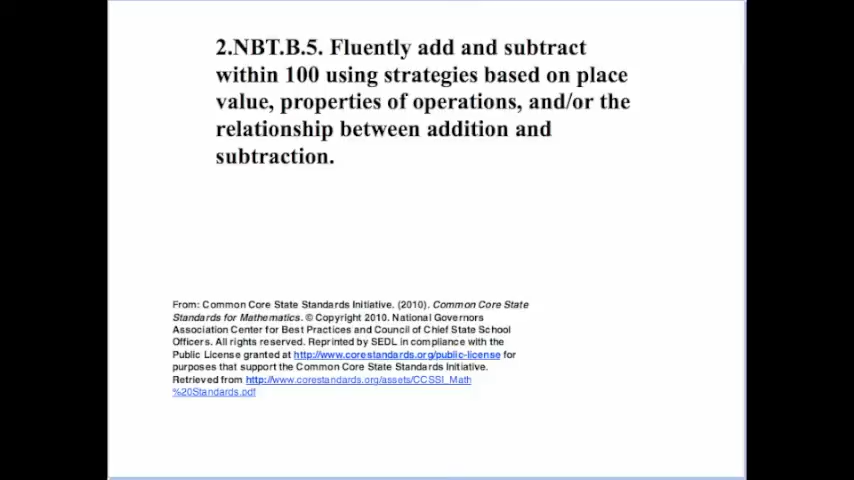 2.NBT.B.5. Fluently add and subtract
within 100 using strategies based on place
value, properties of operations, and/or the
relationship between addition and
subtraction.
From: Common Core State Standards Initiative. (2010). Common Core State
Standards for Mathematics. © Copyright 2010. National Governors
Association Center for Best Practices and Council of Chief State School
Officers. All rights reserved. Reprinted by SEDL in compliance with the
Public License granted at http://www.corestandards.org/public-license for
purposes that support the Common Core State Standards Initiative.
Retrieved from http://www.corestandards.org/assets/CCSSI_Math
%20Standards.pdf